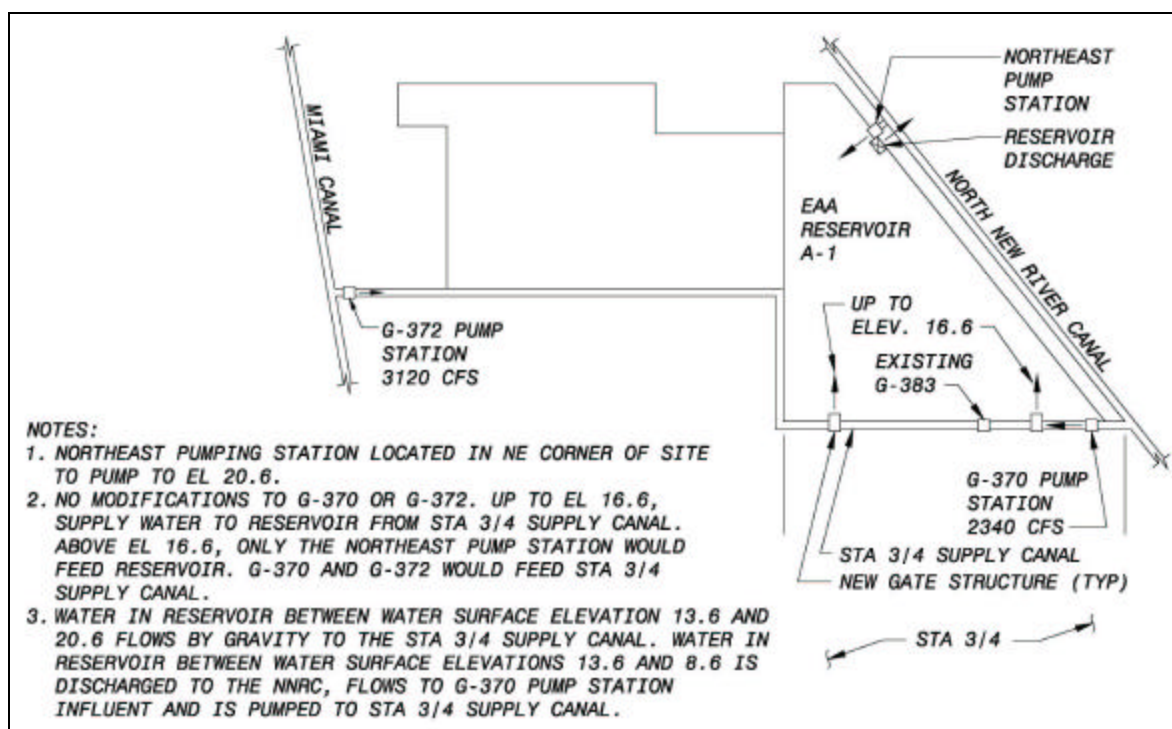 NORTHEAST
PUMP
STATION
RESERVOIR
DISCHARGE
MIAMI CANAL
NORTH NEW RIVER CANAL
EAA
RESERVOIR
A-1
UP TO
ELEV. 16.6
EXISTING
G-383
G-372 PUMP
STATION
3120 CFS
G-370 PUMP
STATION
2340 CFS
STA 3/4 SUPPLY CANAL
NEW GATE STRUCTURE (TYP)
STA 3/4
NOTES:
1. NORTHEAST PUMPING STATION LOCATED IN NE CORNER OF SITE
TO PUMP TO EL 20.6.
2. NO MODIFICATIONS TO G-370 OR G-372. UP TO EL 16.6,
SUPPLY WATER TO RESERVOIR FROM STA 3/4 SUPPLY CANAL.
ABOVE EL 16.6, ONLY THE NORTHEAST PUMP STATION WOULD
FEED RESERVOIR. G-370 AND G-372 WOULD FEED STA 3/4
SUPPLY CANAL.
3. WATER IN RESERVOIR BETWEEN WATER SURFACE ELEVATION 13.6 AND
20.6 FLOWS BY GRAVITY TO THE STA 3/4 SUPPLY CANAL. WATER IN
RESERVOIR BETWEEN WATER SURFACE ELEVATIONS 13.6 AND 8.6 IS
DISCHARGED TO THE NNRC, FLOWS TO G-370 PUMP STATION
INFLUENT AND IS PUMPED TO STA 3/4 SUPPLY CANAL.